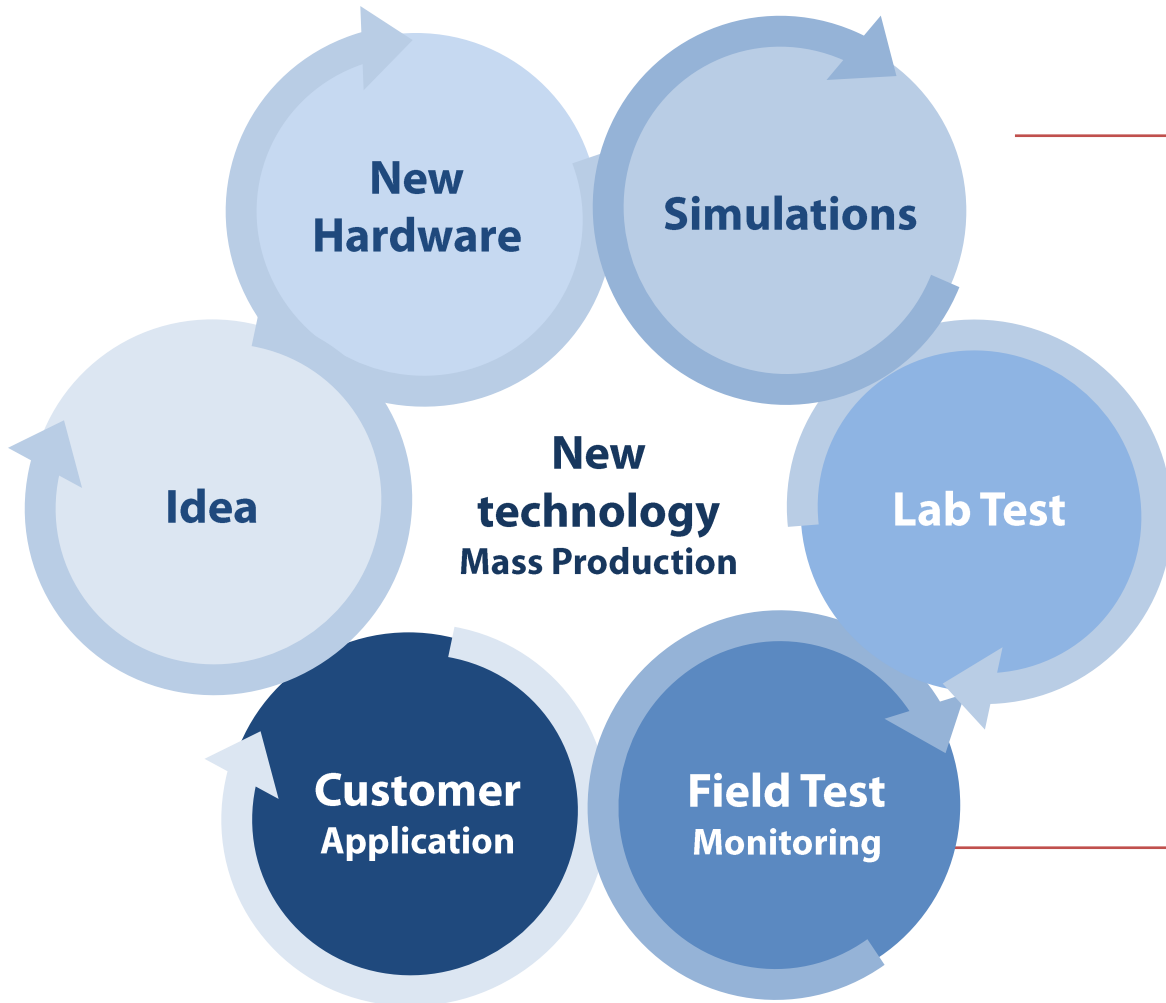 New
Hardware
Simulations
Idea
New
technology
Mass Production
Lab Test
Customer
Application
Field Test
Monitoring